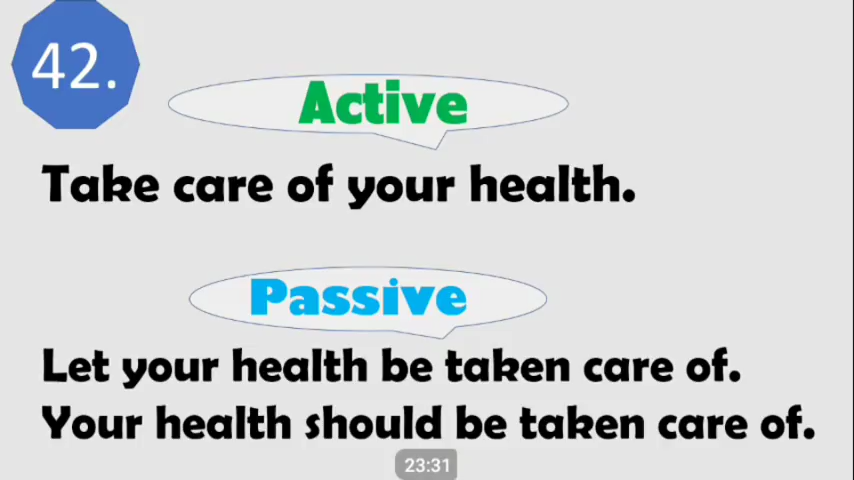 42.
Active
Take care of your health.
Passive
Let your health be taken care of.
Your health should be taken care of.
23:31